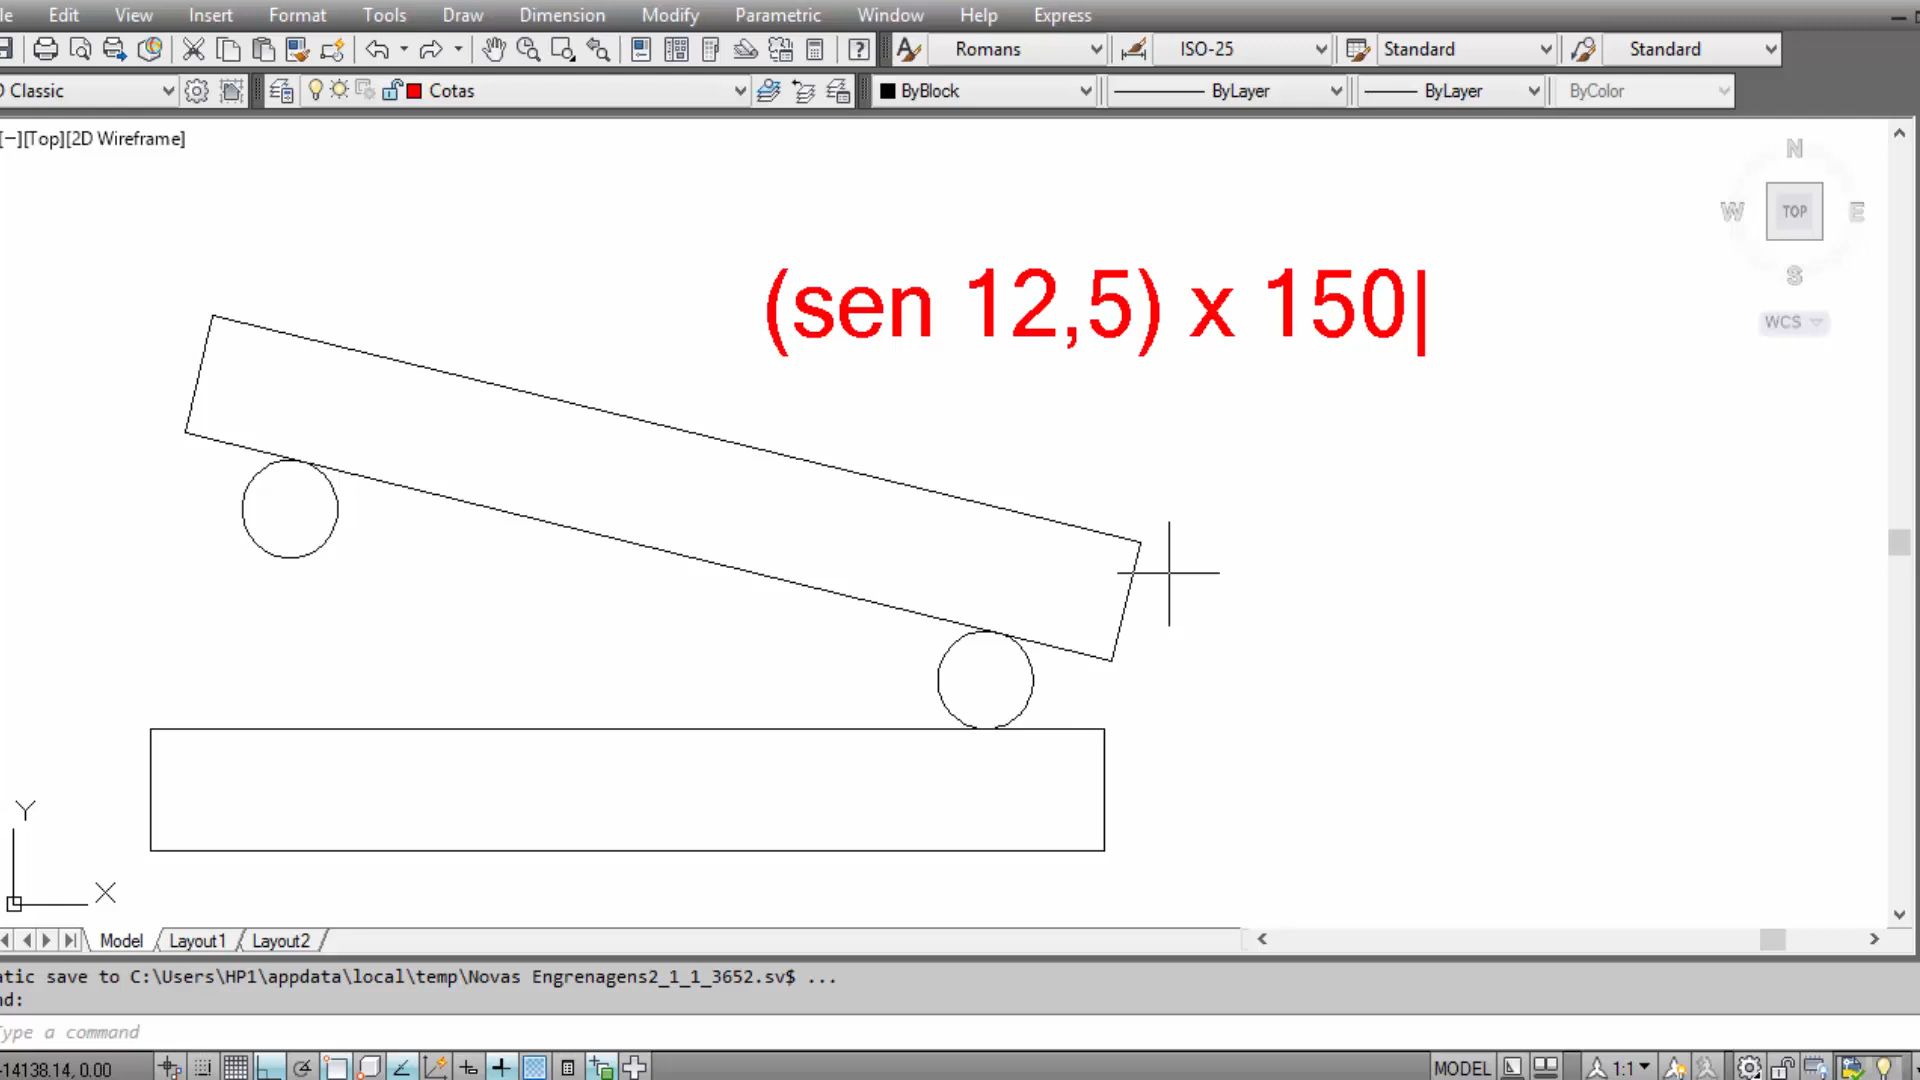 Edit View Insert Format Tools Draw Dimension Modify Parametric Window Help Express
Romans ISO-25 Standard Standard
Classic Cotas ByBlock ByLayer ByLayer ByColor
[−][Top][2D Wireframe]
N
W TOP E
S
WCS
(sen 12,5) x 150
Y
X
Model Layout1 Layout2
atic save to C:\Users\HP1\appdata\local\temp\Novas Engrenagens2_1_1_3652.sv$ ...
nd:
Type a command
14138.14, 0.00 MODEL 1:1